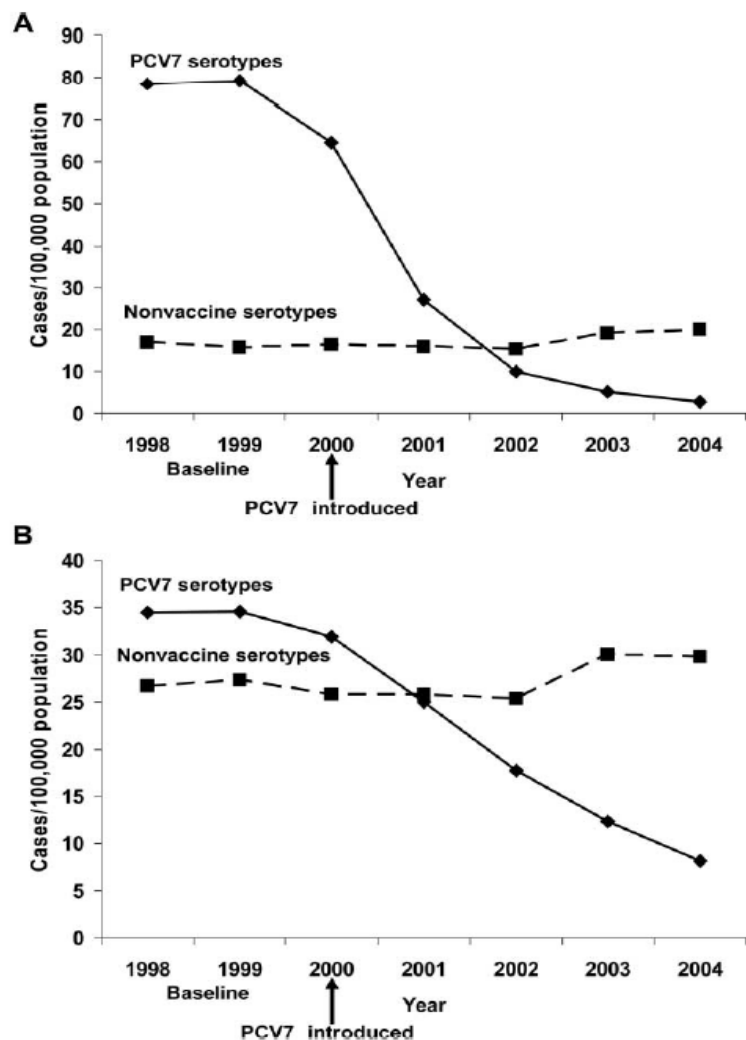 A
90
PCV7 serotypes
80
70
60
50
40
30
Nonvaccine serotypes
20
10
0
Cases/100,000 population
1998 1999 2000 2001 2002 2003 2004
Baseline
Year
PCV7 introduced
B
40
PCV7 serotypes
35
30
Nonvaccine serotypes
25
20
15
10
5
0
Cases/100,000 population
1998 1999 2000 2001 2002 2003 2004
Baseline
Year
PCV7 introduced